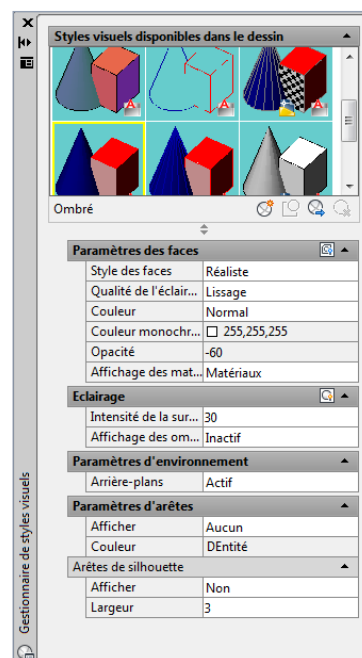 Styles visuels disponibles dans le dessin
Ombré
Paramètres des faces
Style des faces Réaliste
Qualité de l'éclair... Lissage
Couleur Normal
Couleur monochr... 255,255,255
Opacité -60
Affichage des mat... Matériaux
Eclairage
Intensité de la sur... 30
Affichage des om... Inactif
Paramètres d'environnement
Arrière-plans Actif
Paramètres d'arêtes
Afficher Aucun
Couleur DEntité
Arêtes de silhouette
Afficher Non
Largeur 3
Gestionnaire de styles visuels